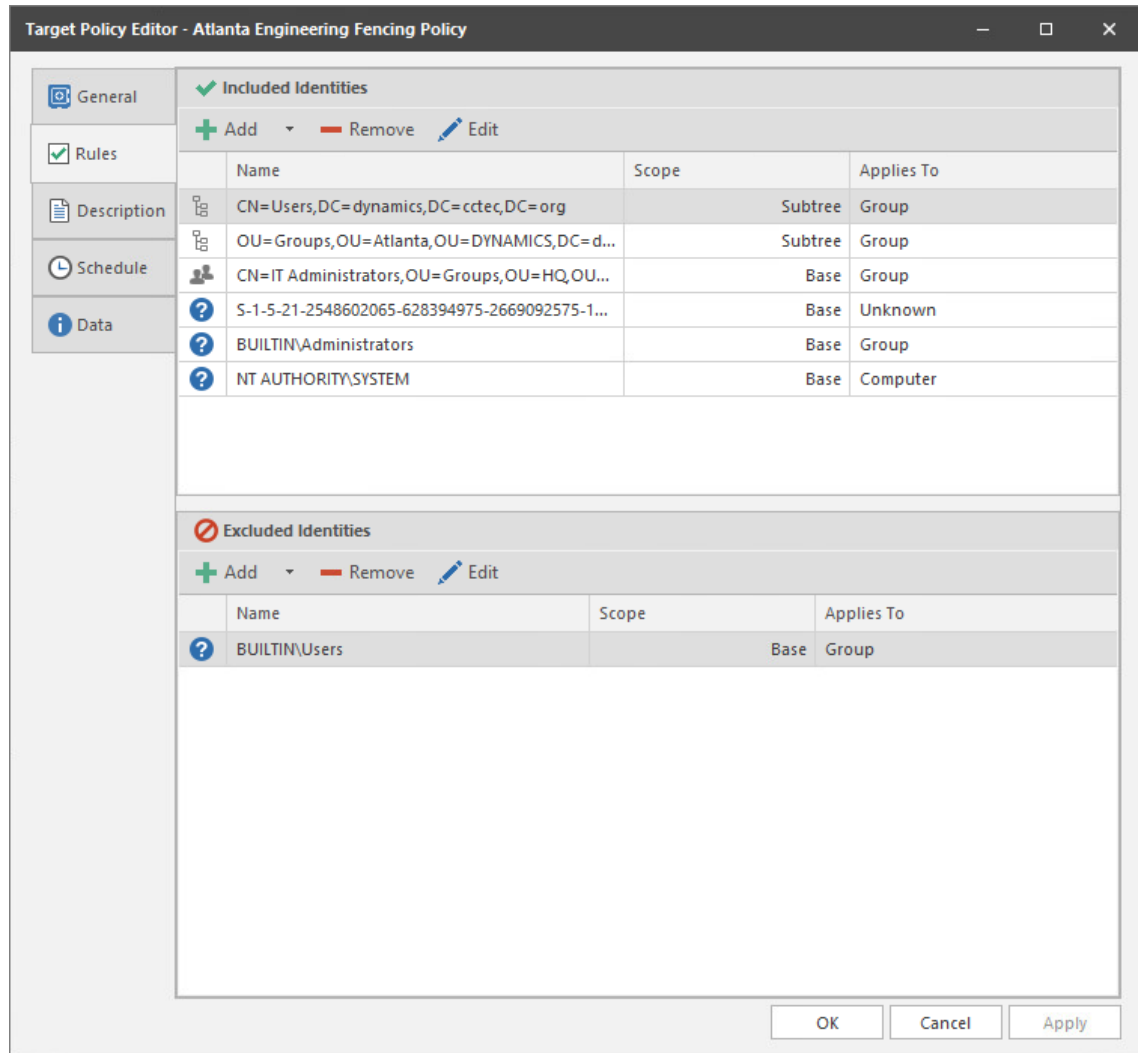 Target Policy Editor - Atlanta Engineering Fencing Policy
General
Rules
Description
Schedule
Data
Included Identities
Add Remove Edit
Name Scope Applies To
CN=Users,DC=dynamics,DC=cctec,DC=org Subtree Group
OU=Groups,OU=Atlanta,OU=DYNAMICS,DC=d... Subtree Group
CN=IT Administrators,OU=Groups,OU=HQ,OU... Base Group
S-1-5-21-2548602065-628394975-2669092575-1... Base Unknown
BUILTIN\Administrators Base Group
NT AUTHORITY\SYSTEM Base Computer
Excluded Identities
Add Remove Edit
Name Scope Applies To
BUILTIN\Users Base Group
OK Cancel Apply